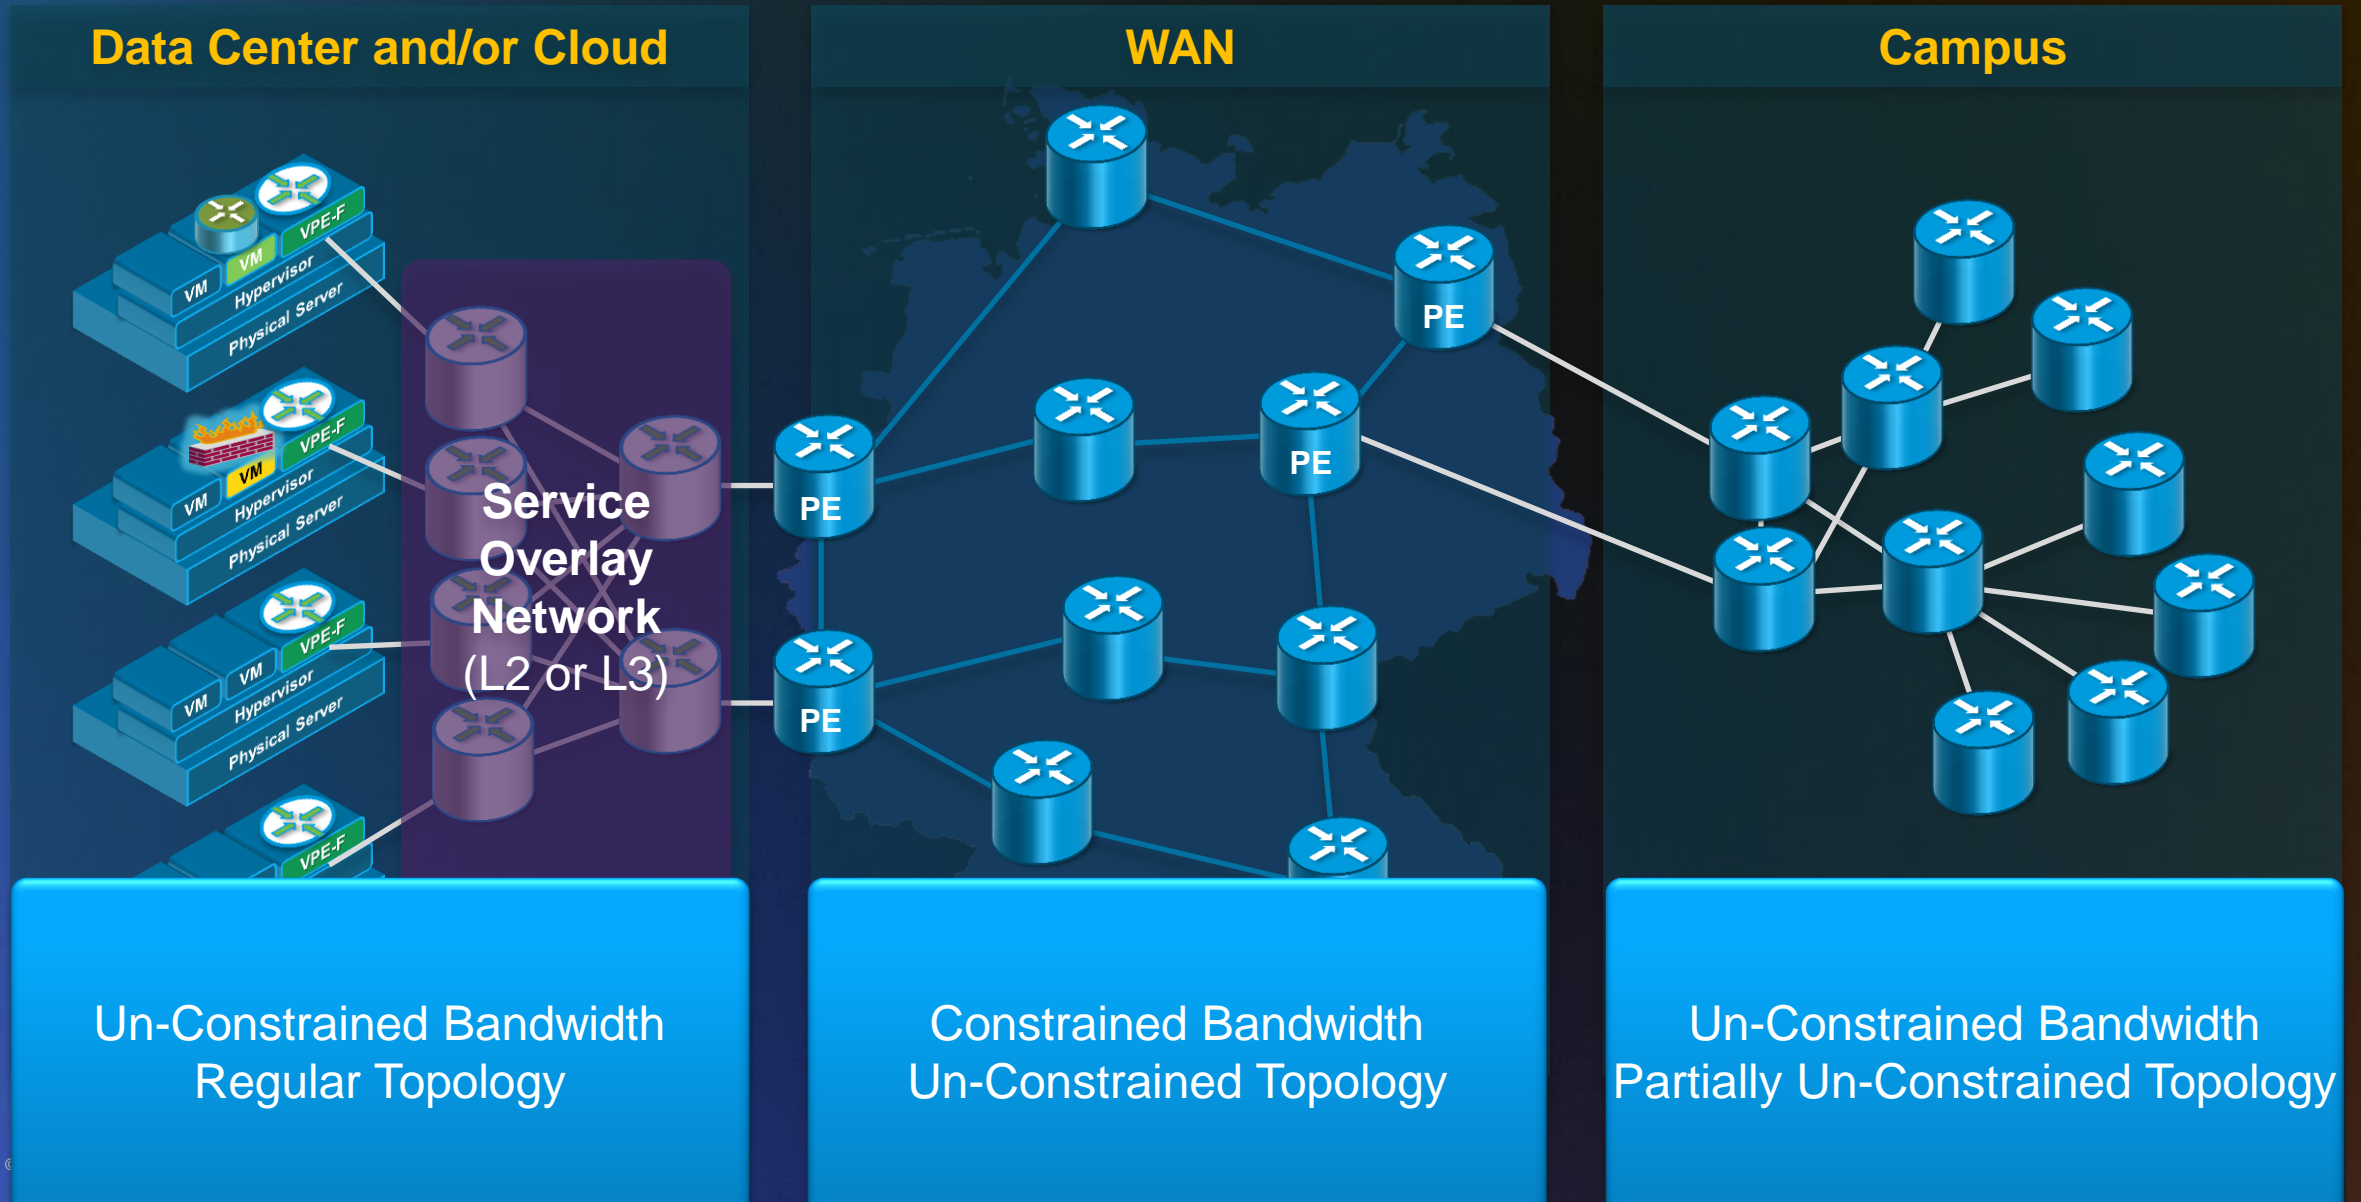 Data Center and/or Cloud
WAN
Campus
VPE-F
VM
VM
Hypervisor
Physical Server
VPE-F
VM
VM
Hypervisor
Physical Server
VPE-F
VM
VM
Hypervisor
Physical Server
VPE-F
Service
Overlay
Network
(L2 or L3)
PE
PE
PE
PE
Un-Constrained Bandwidth
Regular Topology
Constrained Bandwidth
Un-Constrained Topology
Un-Constrained Bandwidth
Partially Un-Constrained Topology
©